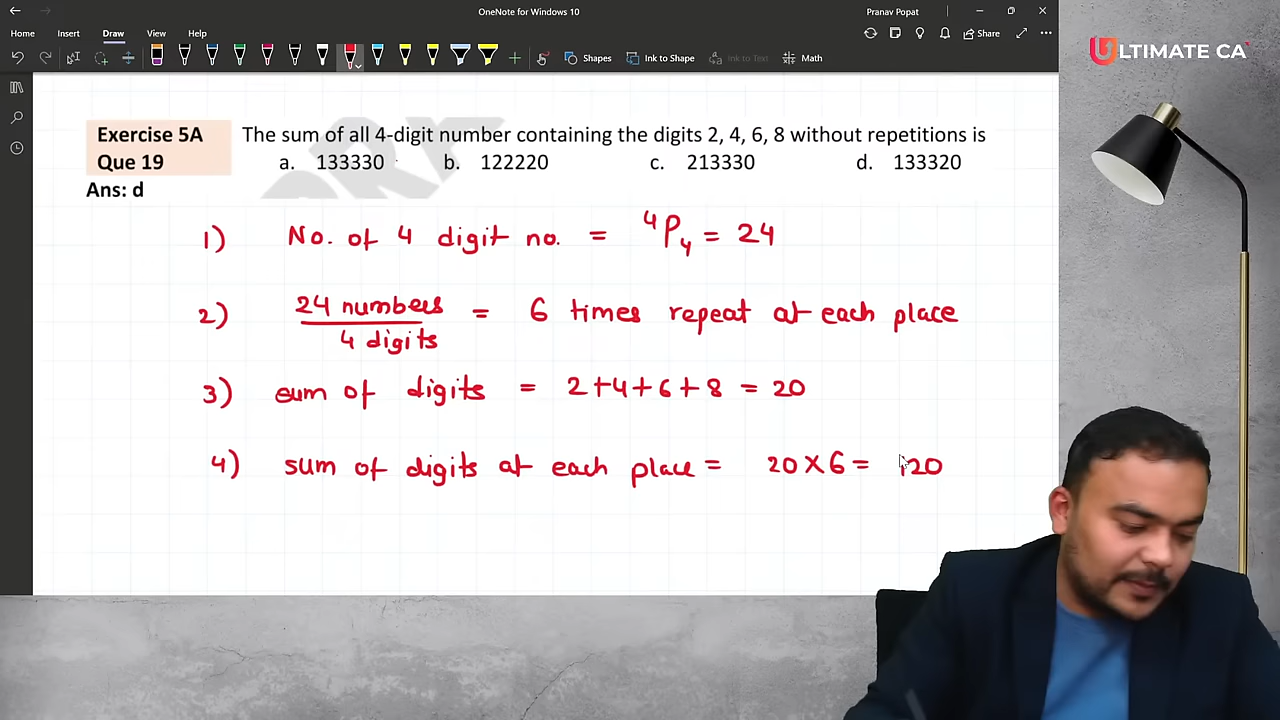 OneNote for Windows 10
Pranav Popat
Home Insert Draw View Help
Share
Shapes Ink to Shape Ink to Text Math
ULTIMATE CA
Exercise 5A The sum of all 4-digit number containing the digits 2, 4, 6, 8 without repetitions is
Que 19 a. 133330 b. 122220 c. 213330 d. 133320
Ans: d
1) No. of 4 digit no. = ⁴P₄ = 24
2) 24 numbers = 6 times repeat at each place
4 digits
3) sum of digits = 2+4+6+8 = 20
4) sum of digits at each place = 20×6= 120